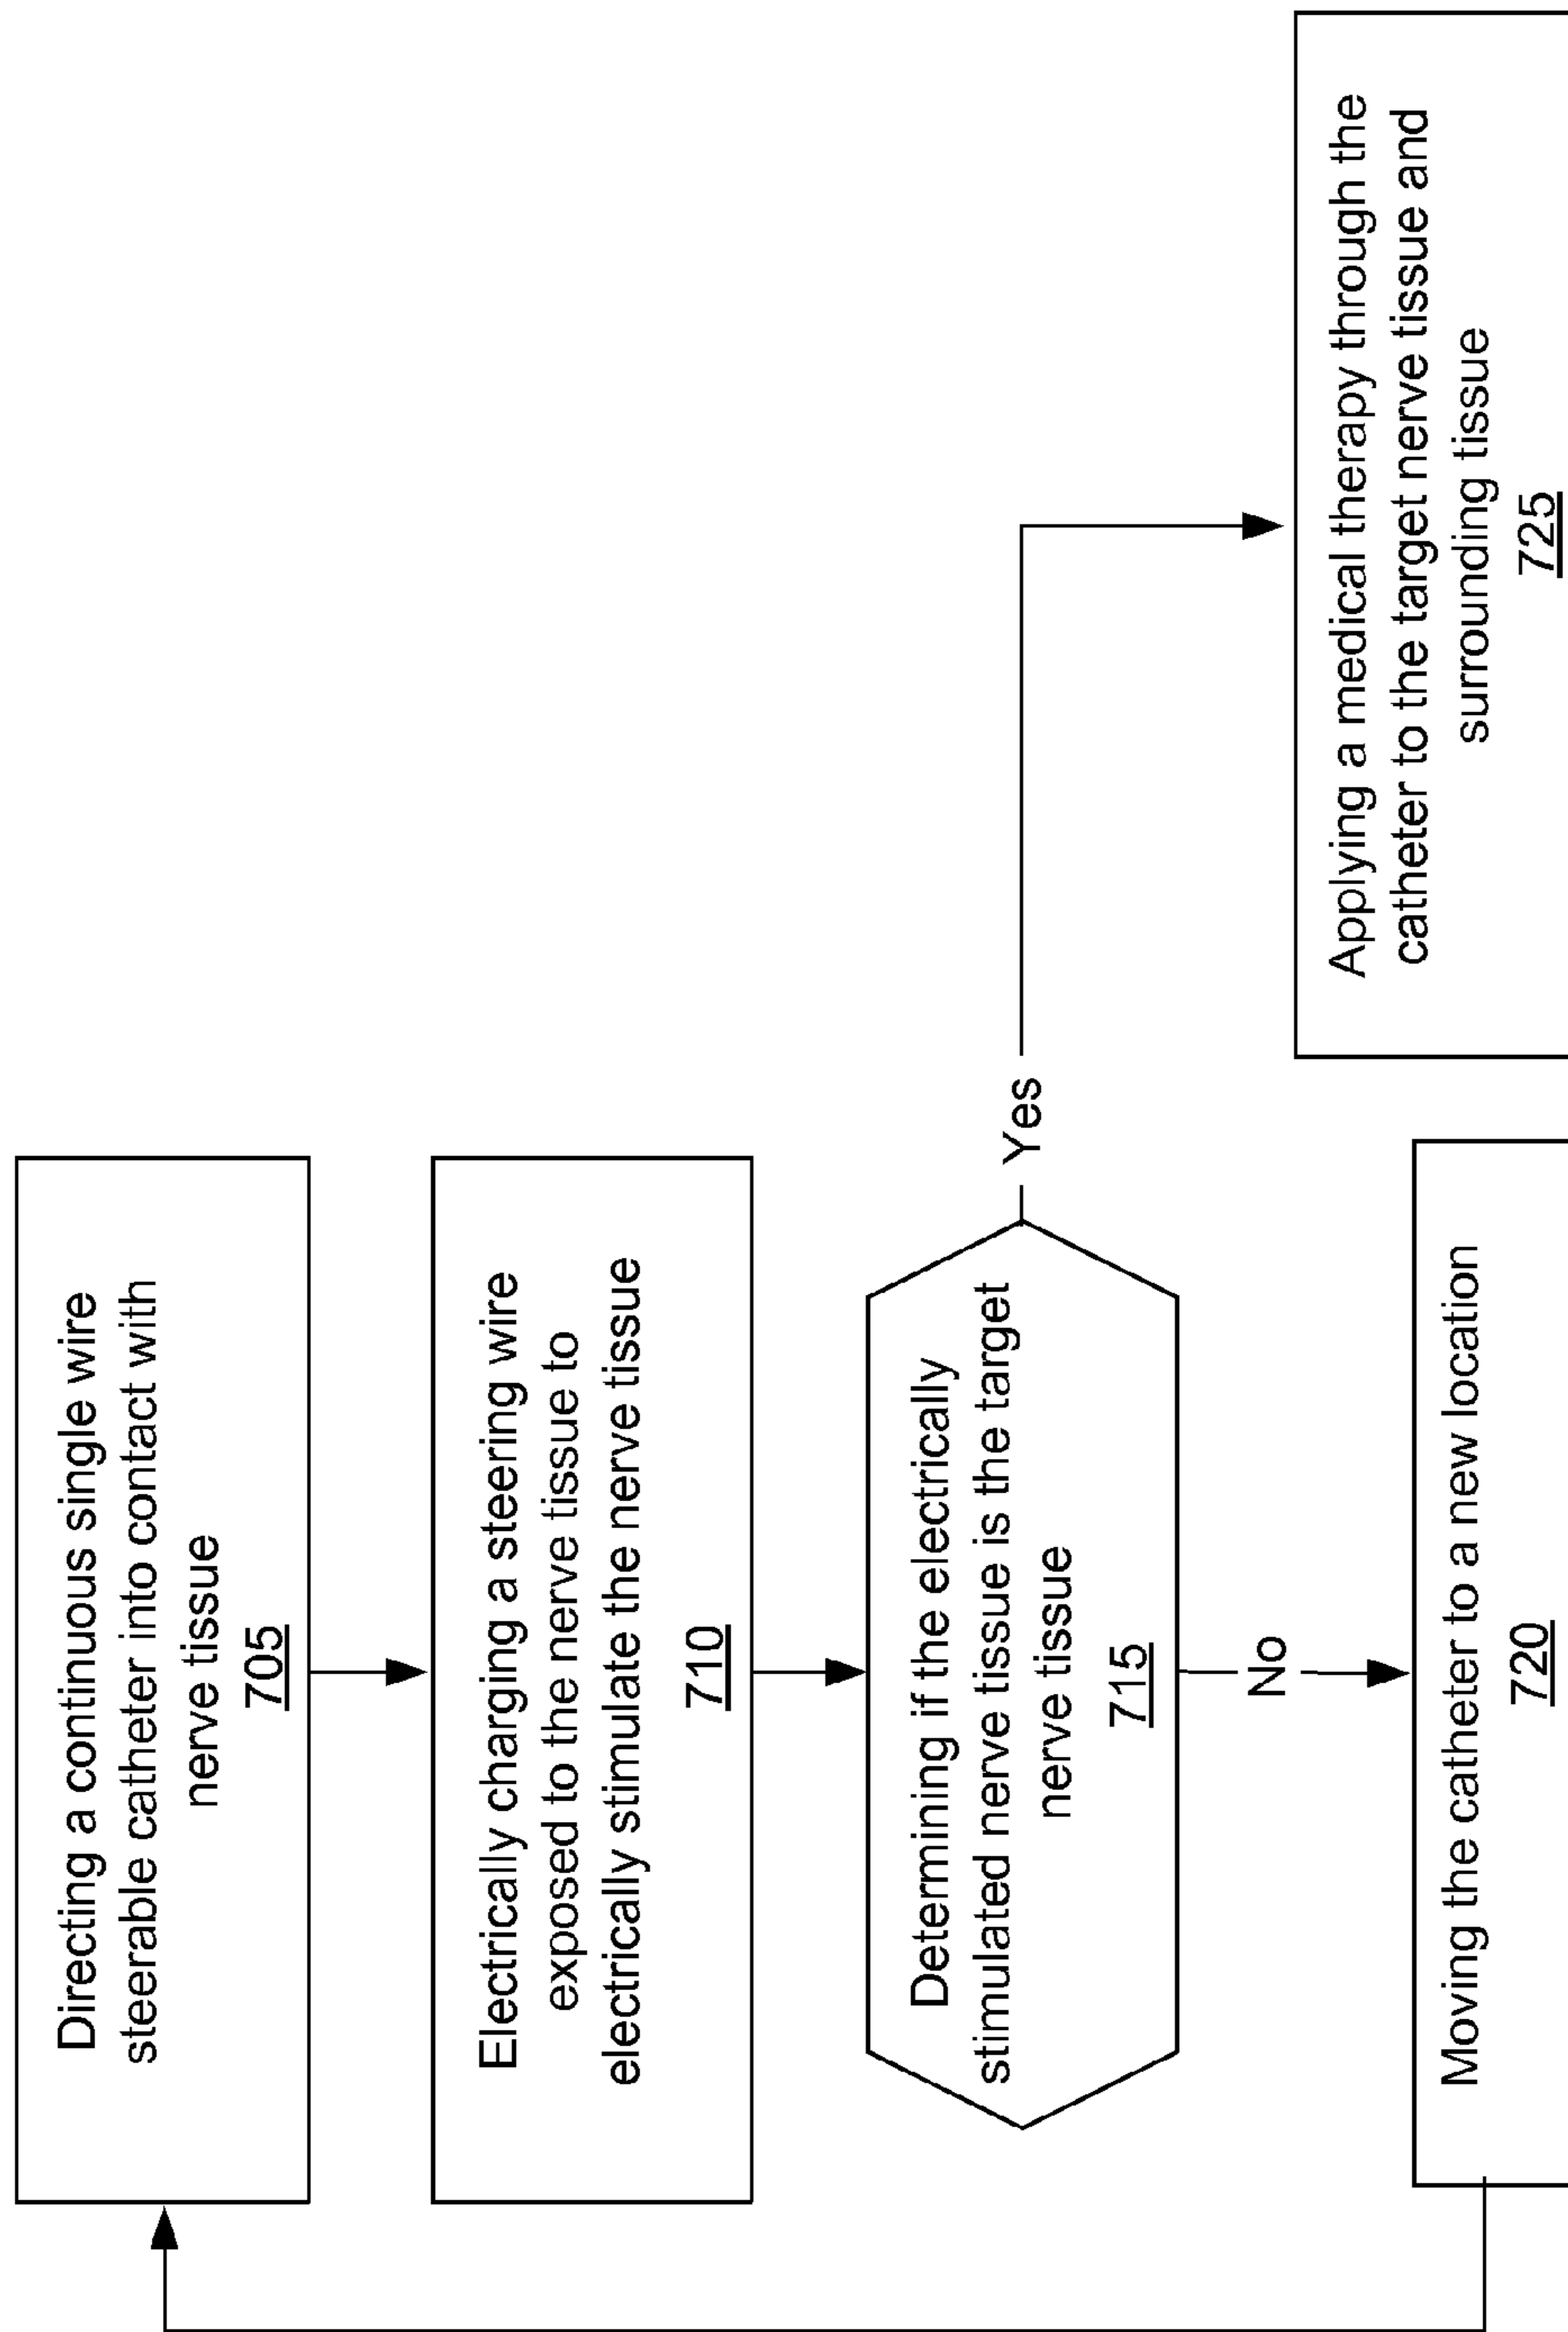 Directing a continuous single wire
steerable catheter into contact with
nerve tissue
705
Electrically charging a steering wire
exposed to the nerve tissue to
electrically stimulate the nerve tissue
710
Determining if the electrically
stimulated nerve tissue is the target
nerve tissue
715
Yes
No
Moving the catheter to a new location
720
Applying a medical therapy through the
catheter to the target nerve tissue and
surrounding tissue
725